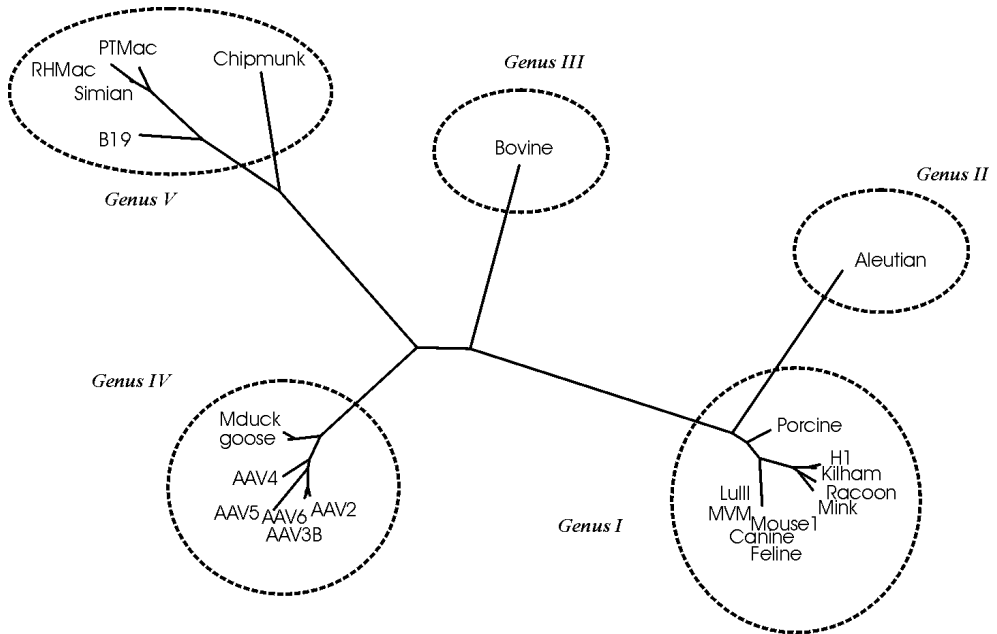 PTMac
RHMac
Simian
B19
Chipmunk
Genus V
Genus III
Bovine
Genus II
Aleutian
Genus IV
Mduck
goose
AAV4
AAV5
AAV6
AAV2
AAV3B
Genus I
Porcine
H1
Kilham
Racoon
Mink
LuIII
MVM
Mouse1
Canine
Feline